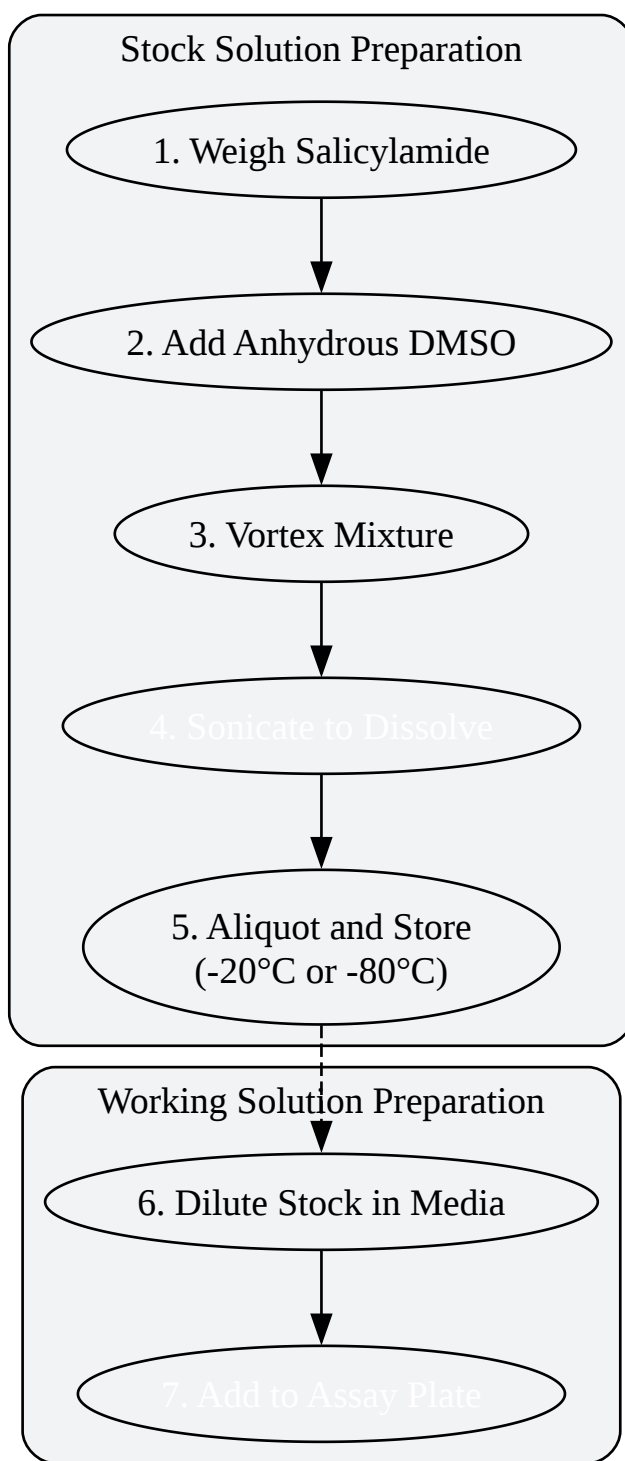 Stock Solution Preparation
1. Weigh Salicylamide
2. Add Anhydrous DMSO
3. Vortex Mixture
4. Sonicate to Dissolve
5. Aliquot and Store
(-20°C or -80°C)
Working Solution Preparation
6. Dilute Stock in Media
7. Add to Assay Plate